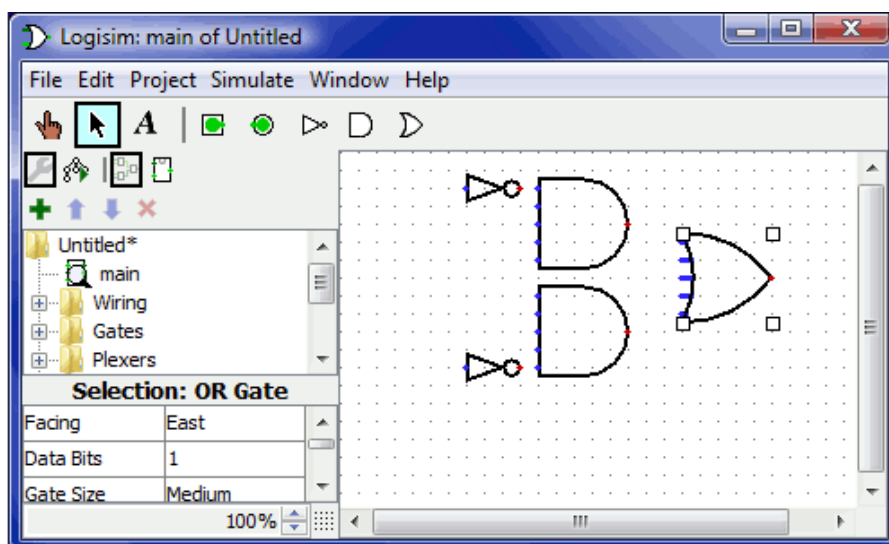 Logisim: main of Untitled
File Edit Project Simulate Window Help
A
Untitled*
main
Wiring
Gates
Plexers
Selection: OR Gate
Facing East
Data Bits 1
Gate Size Medium
100%